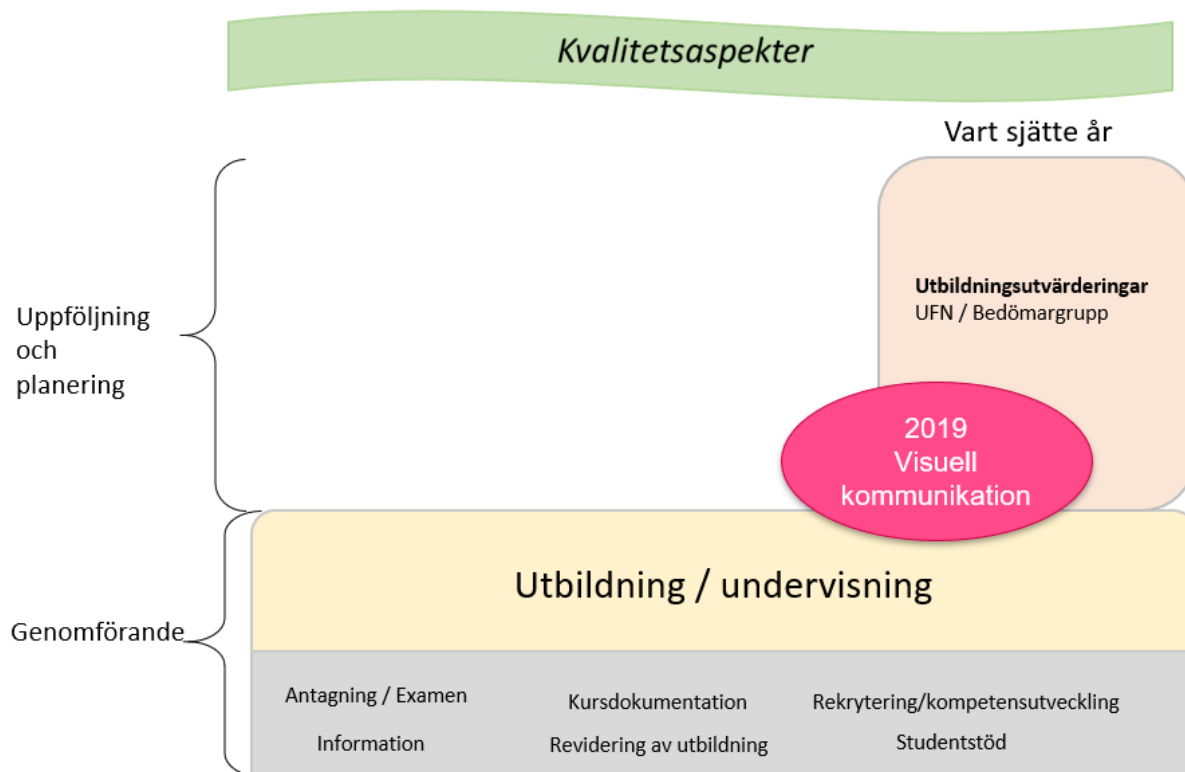 Kvalitetsaspekter
Vart sjätte år
Utbildningsutvärderingar
UFN / Bedömargrupp
Uppföljning
och
planering
2019
Visuell
kommunikation
Utbildning / undervisning
Genomförande
Antagning / Examen
Kursdokumentation
Rekrytering/kompetensutveckling
Information
Revidering av utbildning
Studentstöd